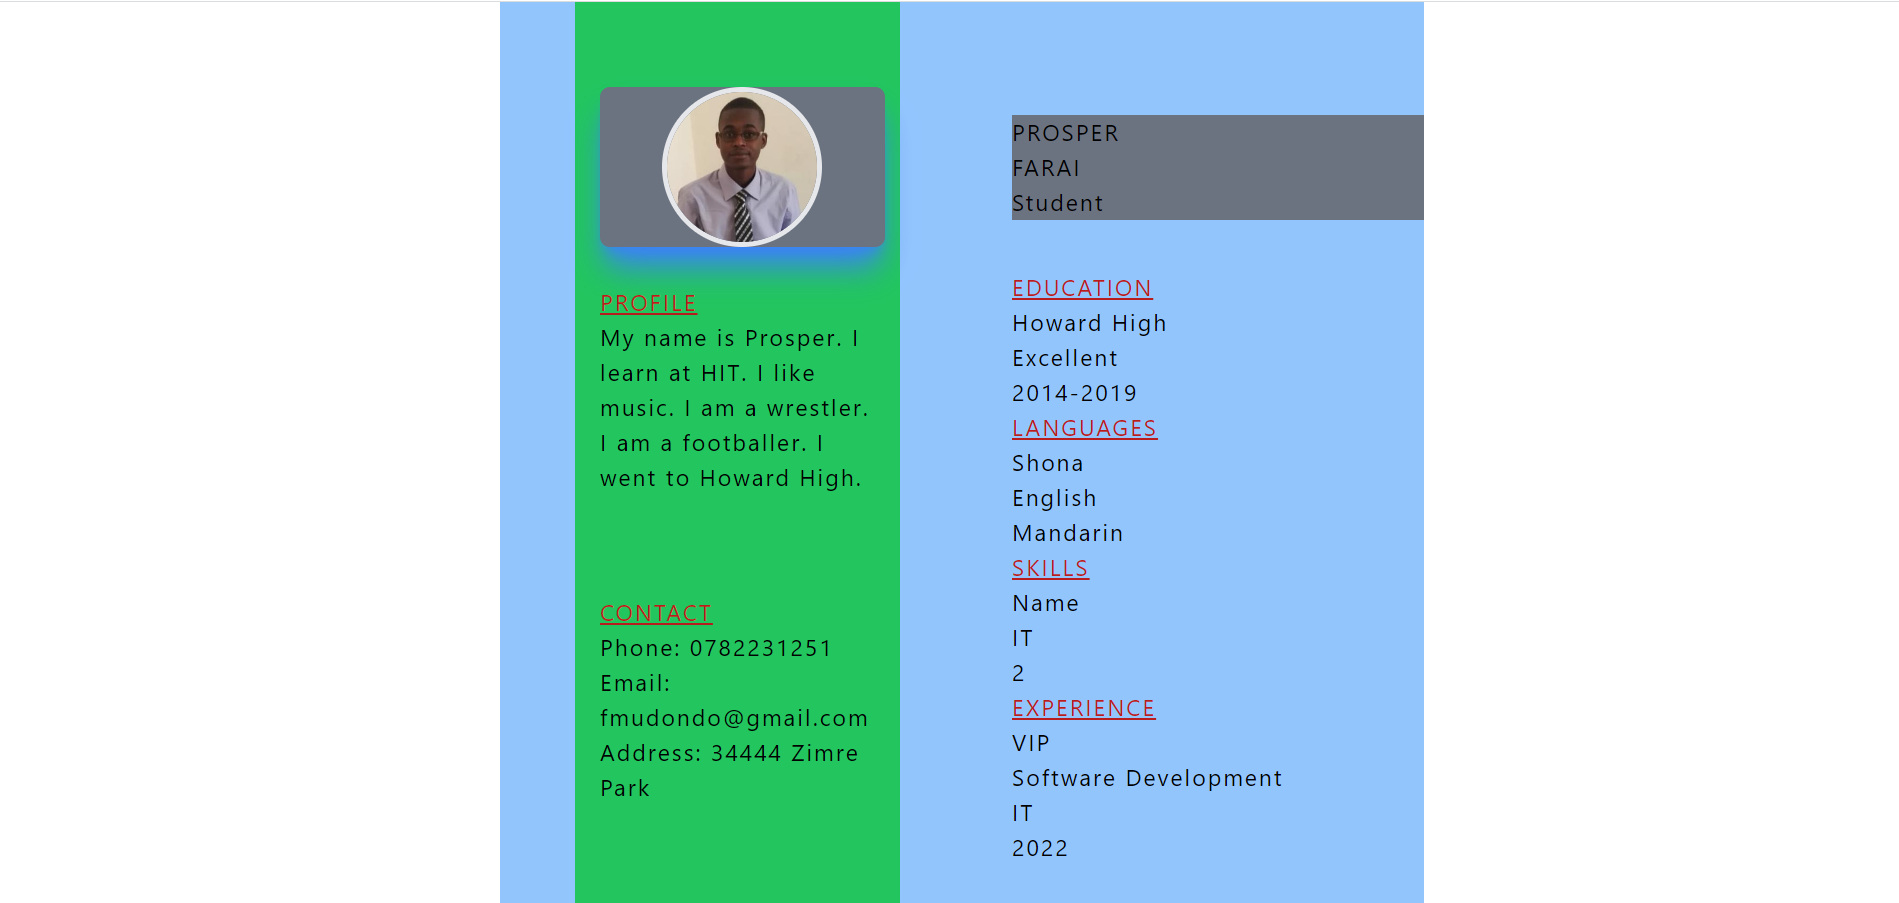 PROFILE
My name is Prosper. I
learn at HIT. I like
music. I am a wrestler.
I am a footballer. I
went to Howard High.
CONTACT
Phone: 0782231251
Email:
fmudondo@gmail.com
Address: 34444 Zimre
Park
PROSPER
FARAI
Student
EDUCATION
Howard High
Excellent
2014-2019
LANGUAGES
Shona
English
Mandarin
SKILLS
Name
IT
2
EXPERIENCE
VIP
Software Development
IT
2022